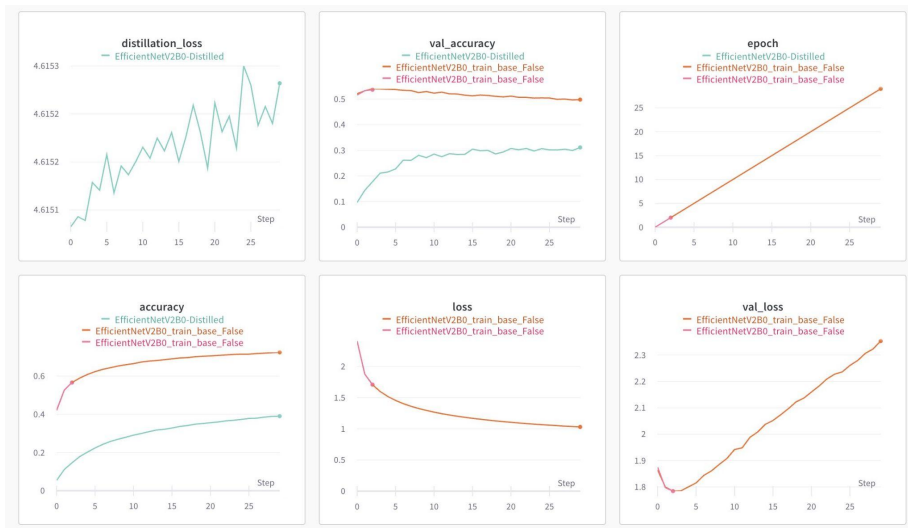 distillation_loss
EfficientNetV2B0-Distilled
4.6153
4.6152
4.6152
4.6151
Step
0 5 10 15 20 25
val_accuracy
EfficientNetV2B0-Distilled
EfficientNetV2B0_train_base_False
EfficientNetV2B0_train_base_False
0.5
0.4
0.3
0.2
0.1
0
Step
0 5 10 15 20 25
epoch
EfficientNetV2B0-Distilled
EfficientNetV2B0_train_base_False
EfficientNetV2B0_train_base_False
25
20
15
10
5
0
Step
0 5 10 15 20 25
accuracy
EfficientNetV2B0-Distilled
EfficientNetV2B0_train_base_False
EfficientNetV2B0_train_base_False
0.6
0.4
0.2
0
Step
0 5 10 15 20 25
loss
EfficientNetV2B0_train_base_False
EfficientNetV2B0_train_base_False
2
1.5
1
0.5
0
Step
0 5 10 15 20 25
val_loss
EfficientNetV2B0_train_base_False
EfficientNetV2B0_train_base_False
2.3
2.2
2.1
2
1.9
1.8
Step
0 5 10 15 20 25